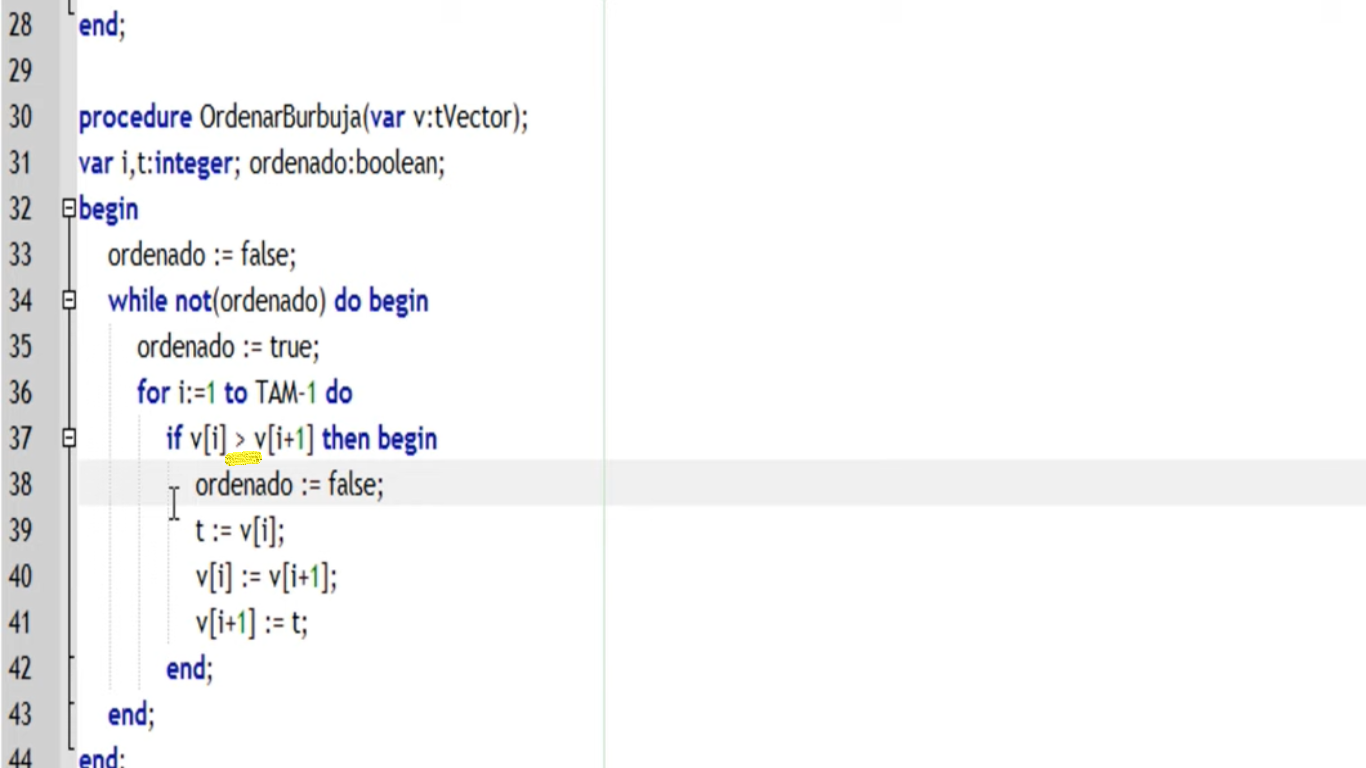 28 end;
29
30 procedure OrdenarBurbuja(var v:tVector);
31 var i,t:integer; ordenado:boolean;
32 begin
33 ordenado := false;
34 while not(ordenado) do begin
35 ordenado := true;
36 for i:=1 to TAM-1 do
37 if v[i] > v[i+1] then begin
38 ordenado := false;
39 t := v[i];
40 v[i] := v[i+1];
41 v[i+1] := t;
42 end;
43 end;
44 end;